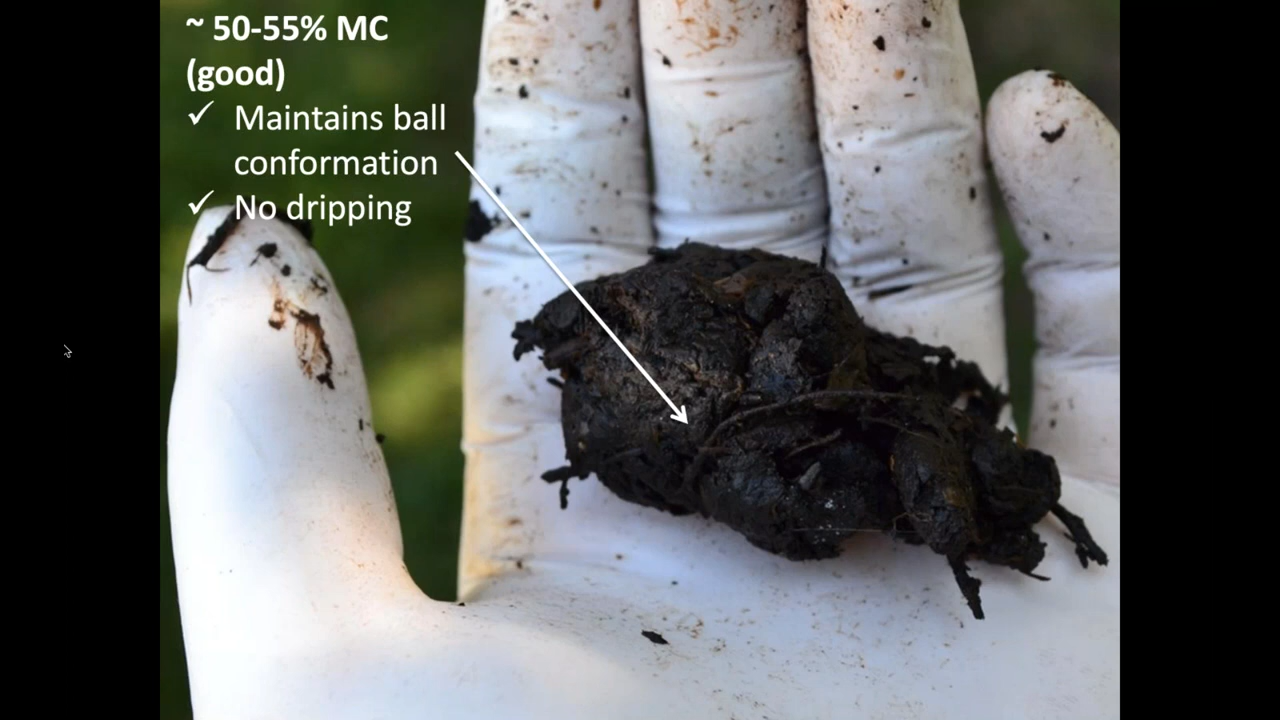 ~ 50-55% MC
(good)
✓ Maintains ball
conformation
✓ No dripping